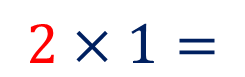 2 × 1 =